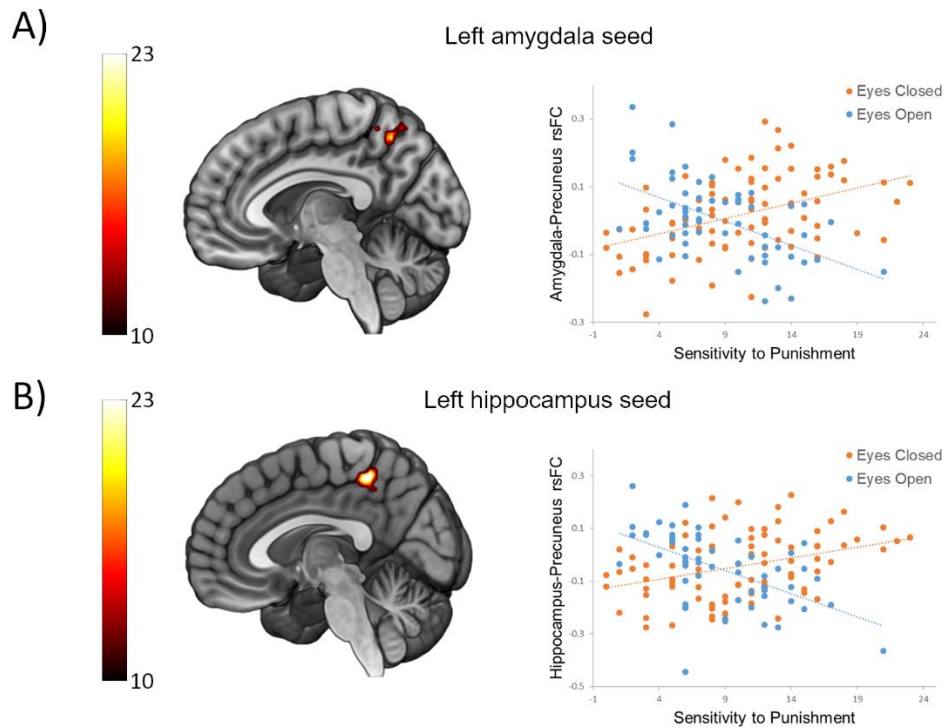 A)
Left amygdala seed
23
10
Eyes Closed
Eyes Open
Amygdala-Precuneus rsFC
0.3
0.1
-0.1
-0.3
-1 4 9 14 19 24
Sensitivity to Punishment
B)
Left hippocampus seed
23
10
Eyes Closed
Eyes Open
Hippocampus-Precuneus rsFC
0.3
0.1
-0.1
-0.3
-0.5
-1 4 9 14 19 24
Sensitivity to Punishment